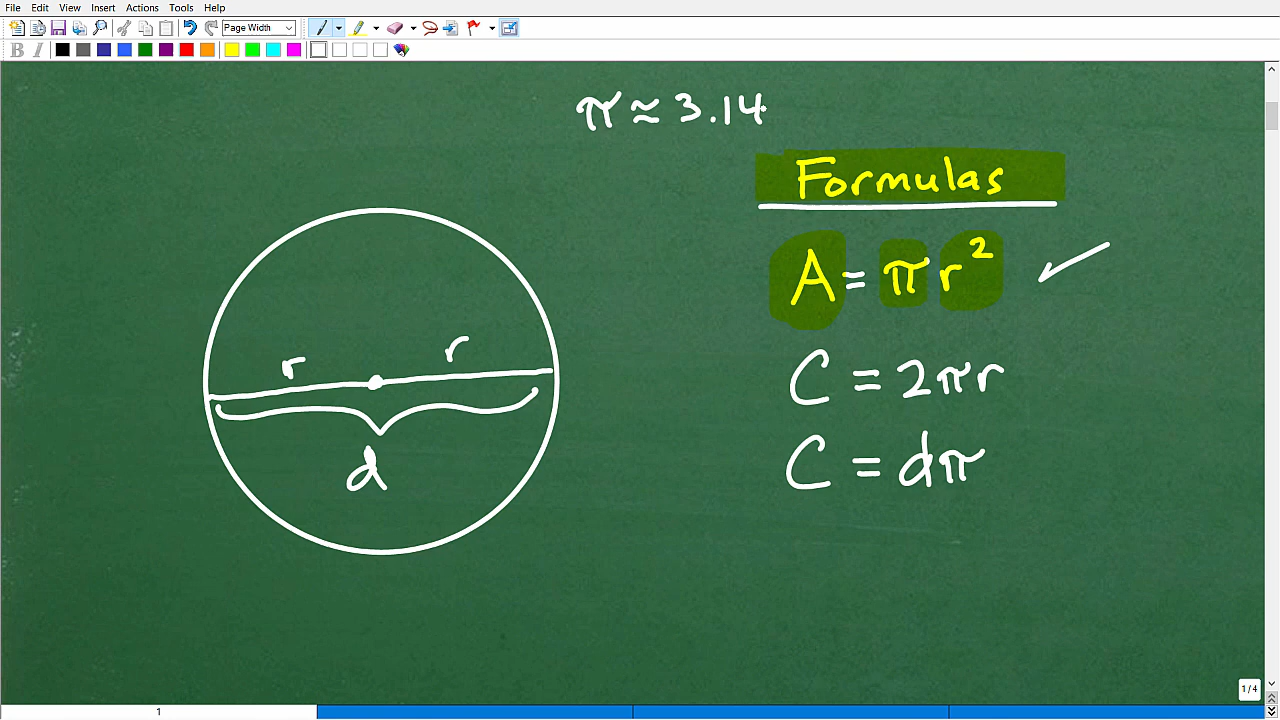 File Edit View Insert Actions Tools Help
Page Width
B I
π ≈ 3.14
Formulas
A = πr²
C = 2πr
C = dπ
r r
d
1/4
1